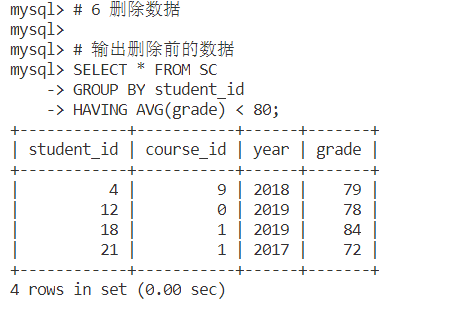 mysql> # 6 删除数据
mysql>
mysql> # 输出删除前的数据
mysql> SELECT * FROM SC
    -> GROUP BY student_id
    -> HAVING AVG(grade) < 80;
+------------+-----------+------+-------+
| student_id | course_id | year | grade |
+------------+-----------+------+-------+
|          4 |         9 | 2018 |    79 |
|         12 |         0 | 2019 |    78 |
|         18 |         1 | 2019 |    84 |
|         21 |         1 | 2017 |    72 |
+------------+-----------+------+-------+
4 rows in set (0.00 sec)